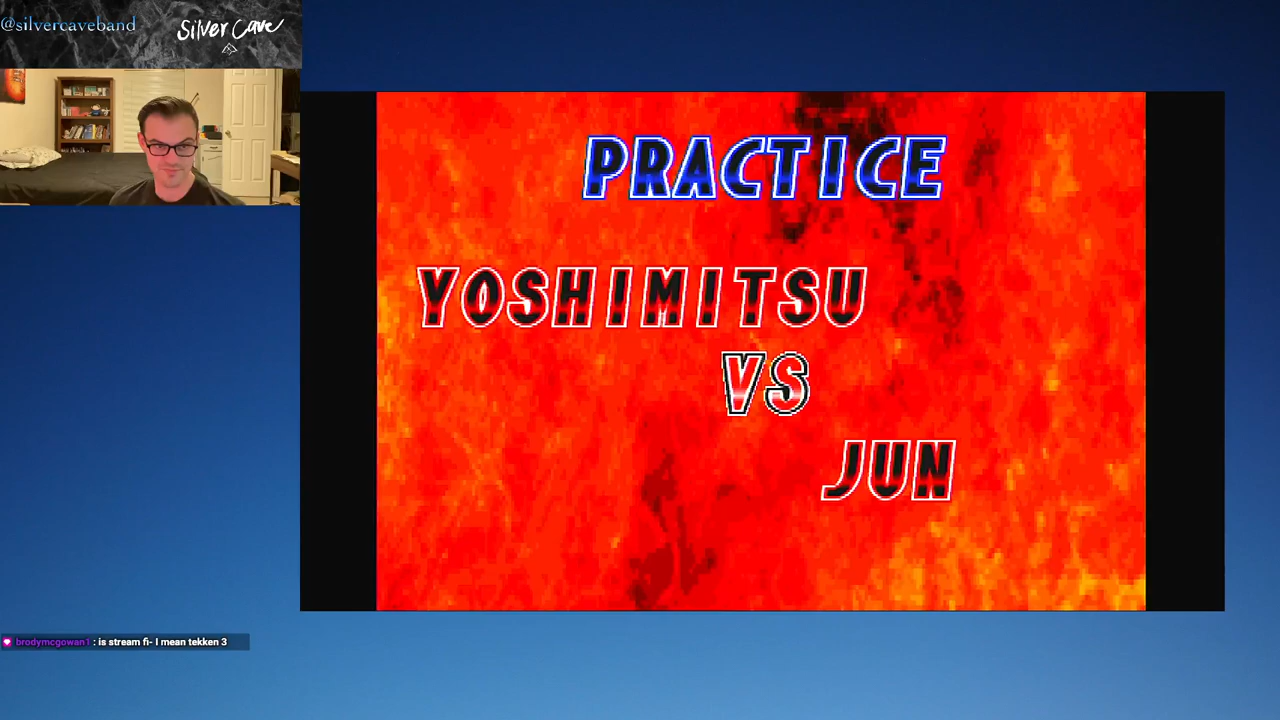 @silvercaveband
Silver Cave
PRACTICE
YOSHIMITSU
VS
JUN
brodymcgowan1 : is stream fi- I mean tekken 3